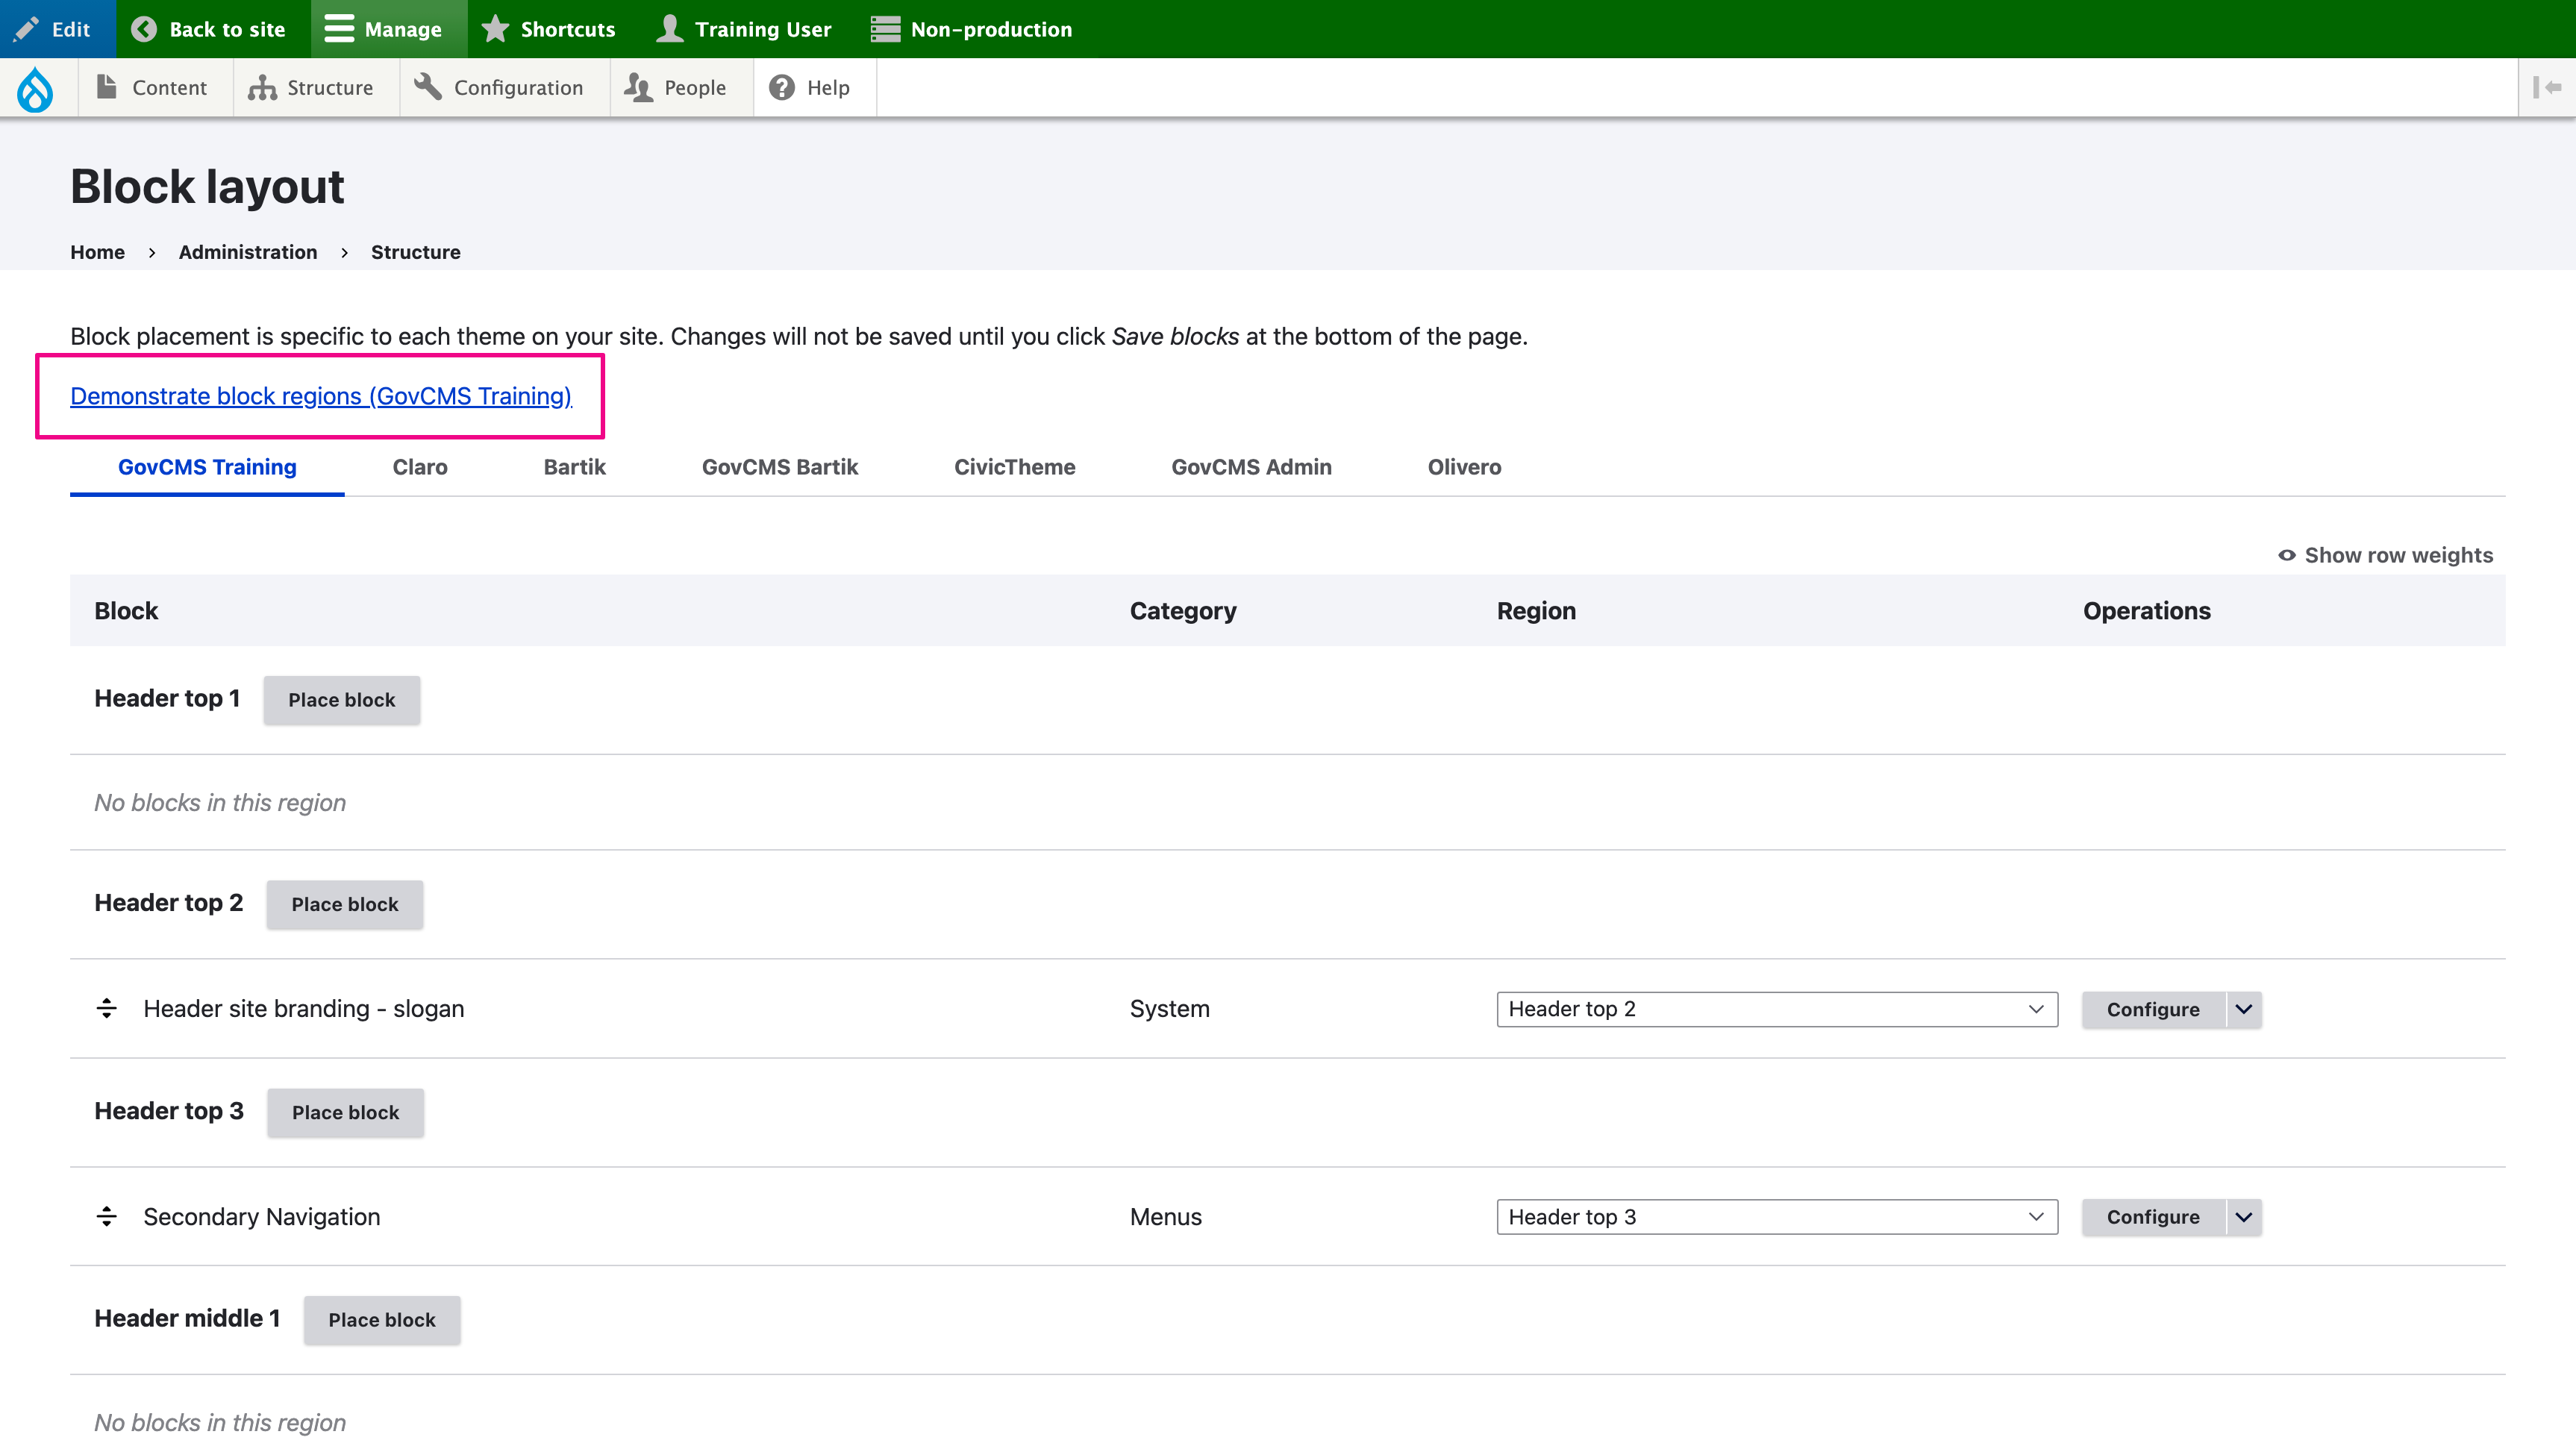 Edit Back to site Manage Shortcuts Training User Non-production
Content Structure Configuration People Help
Block layout
Home › Administration › Structure
Block placement is specific to each theme on your site. Changes will not be saved until you click Save blocks at the bottom of the page.
Demonstrate block regions (GovCMS Training)
GovCMS Training Claro Bartik GovCMS Bartik CivicTheme GovCMS Admin Olivero
Show row weights
Block Category Region Operations
Header top 1 Place block
No blocks in this region
Header top 2 Place block
Header site branding - slogan System Header top 2 Configure
Header top 3 Place block
Secondary Navigation Menus Header top 3 Configure
Header middle 1 Place block
No blocks in this region